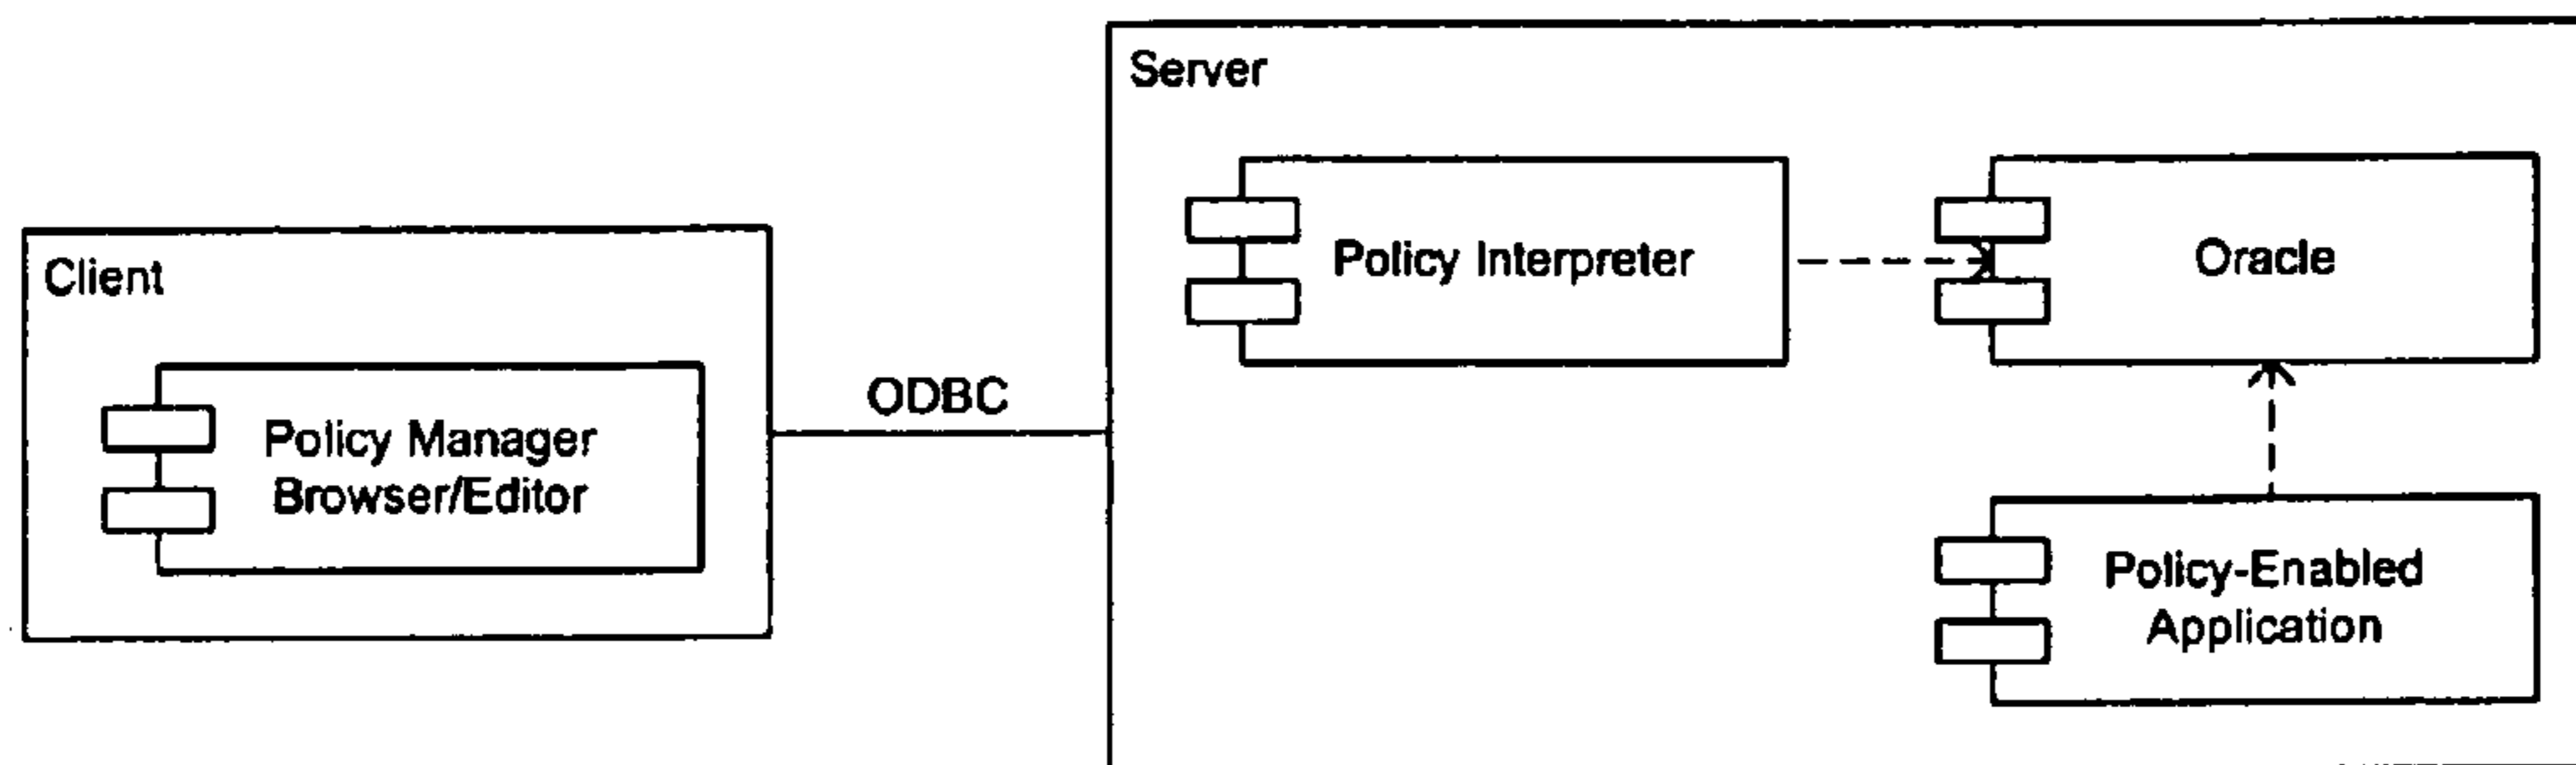 Server
Policy Interpreter
Oracle
Client
ODBC
Policy Manager
Browser/Editor
Policy-Enabled
Application